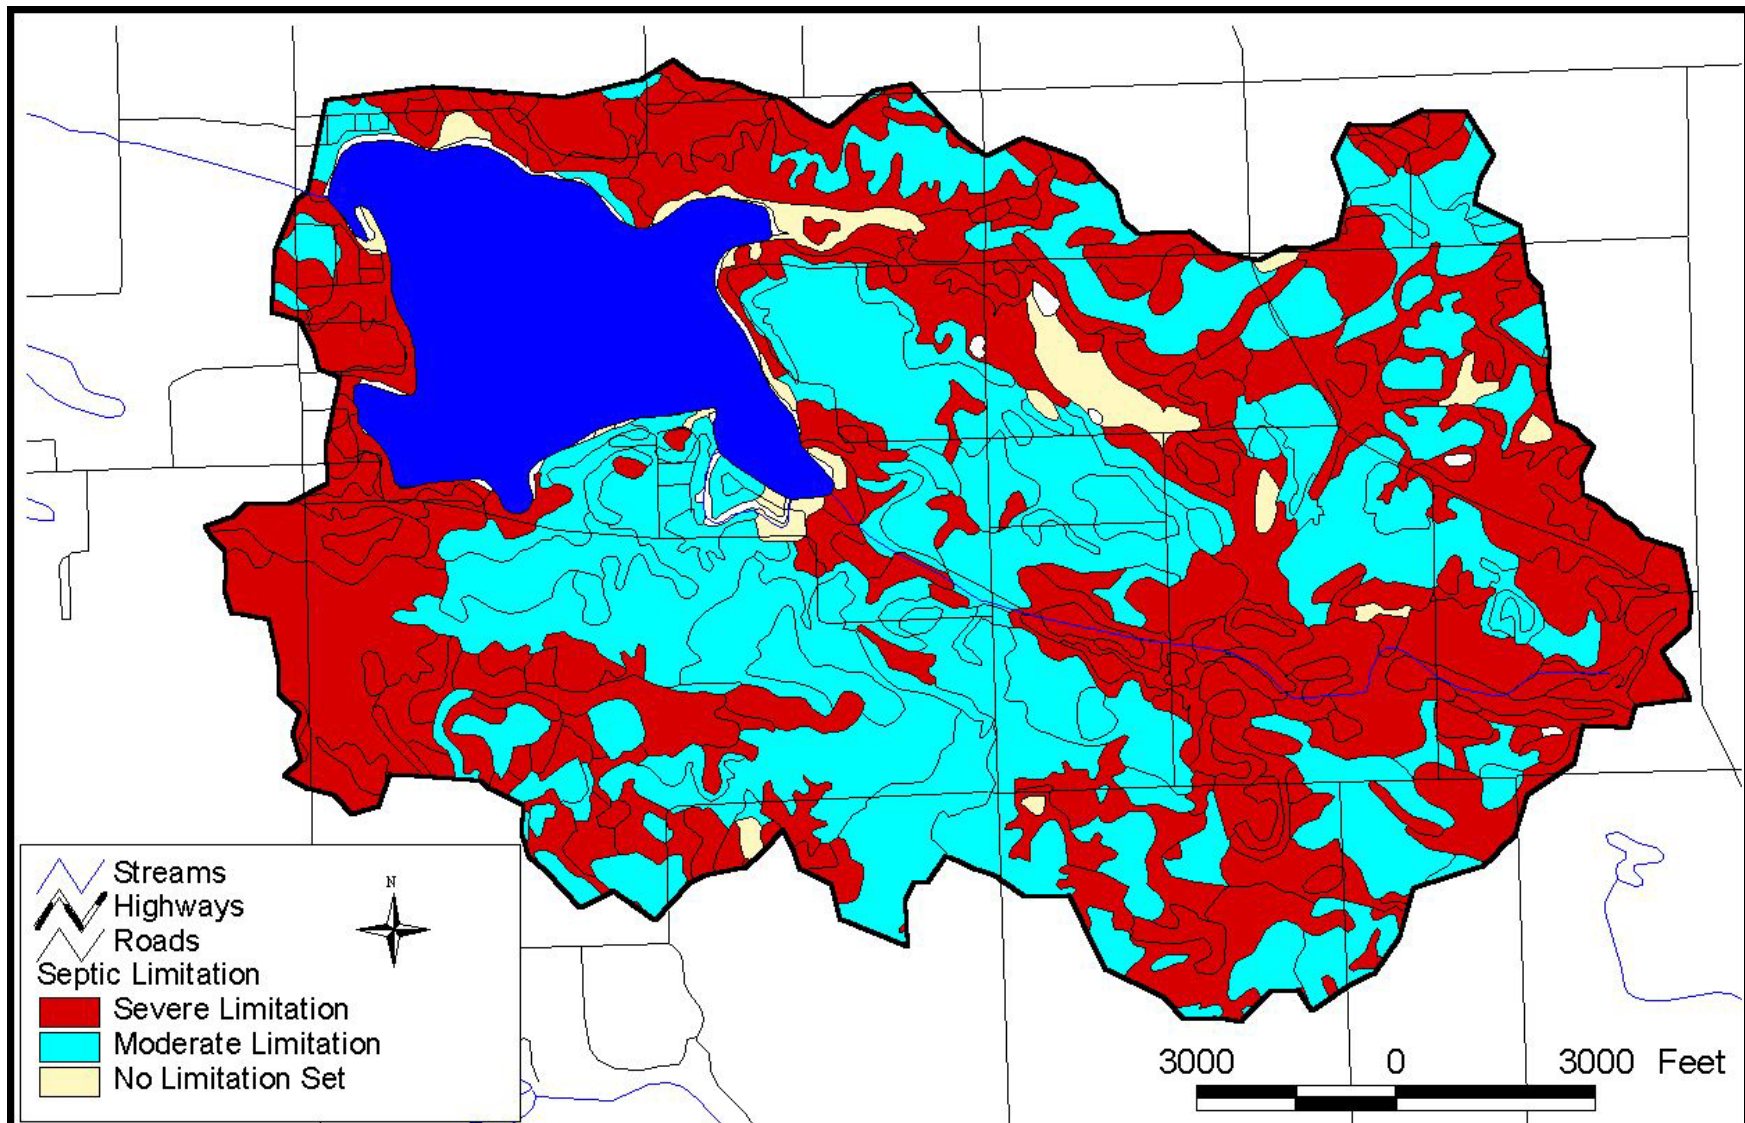 Streams
N
Highways
Roads
Septic Limitation
Severe Limitation
Moderate Limitation
No Limitation Set
3000 0 3000 Feet